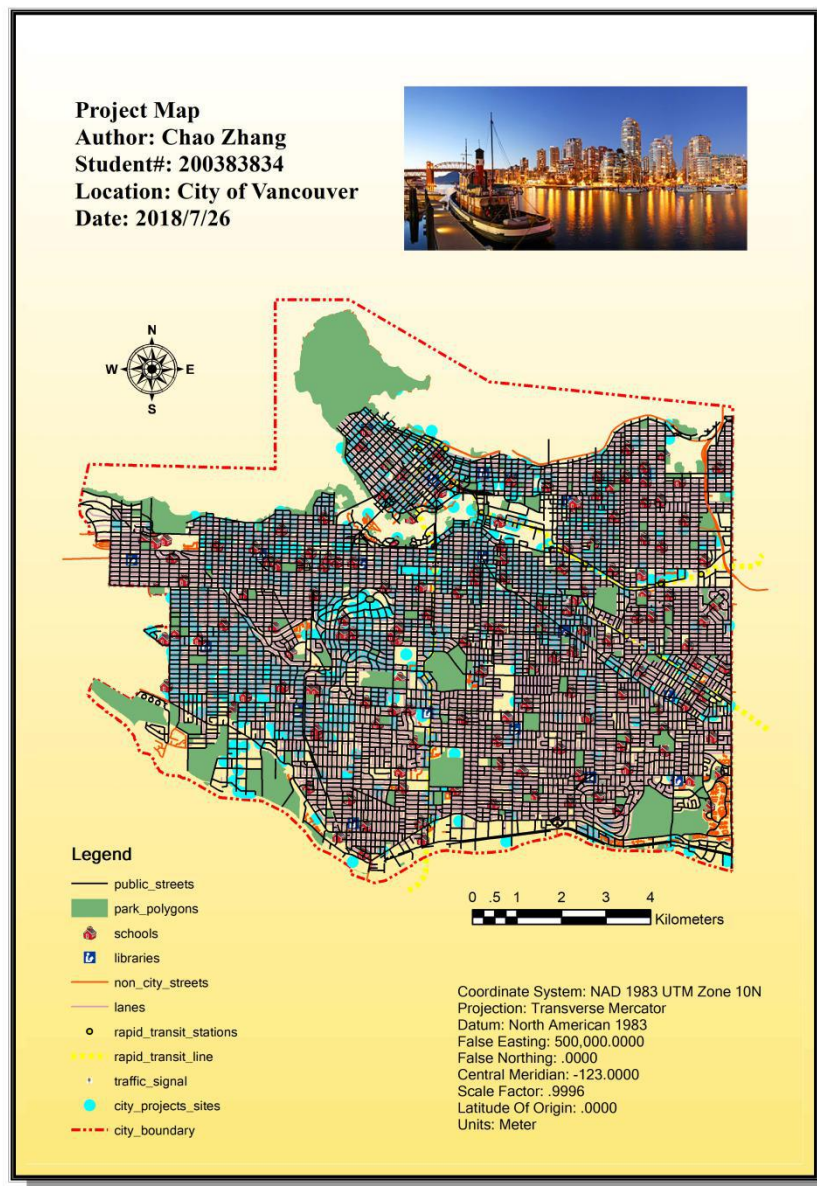 Project Map
Author: Chao Zhang
Student#: 200383834
Location: City of Vancouver
Date: 2018/7/26
N
W E
S
Legend
public_streets
park_polygons
schools
libraries
non_city_streets
lanes
rapid_transit_stations
rapid_transit_line
traffic_signal
city_projects_sites
city_boundary
0 .5 1 2 3 4
Kilometers
Coordinate System: NAD 1983 UTM Zone 10N
Projection: Transverse Mercator
Datum: North American 1983
False Easting: 500,000.0000
False Northing: .0000
Central Meridian: -123.0000
Scale Factor: .9996
Latitude Of Origin: .0000
Units: Meter